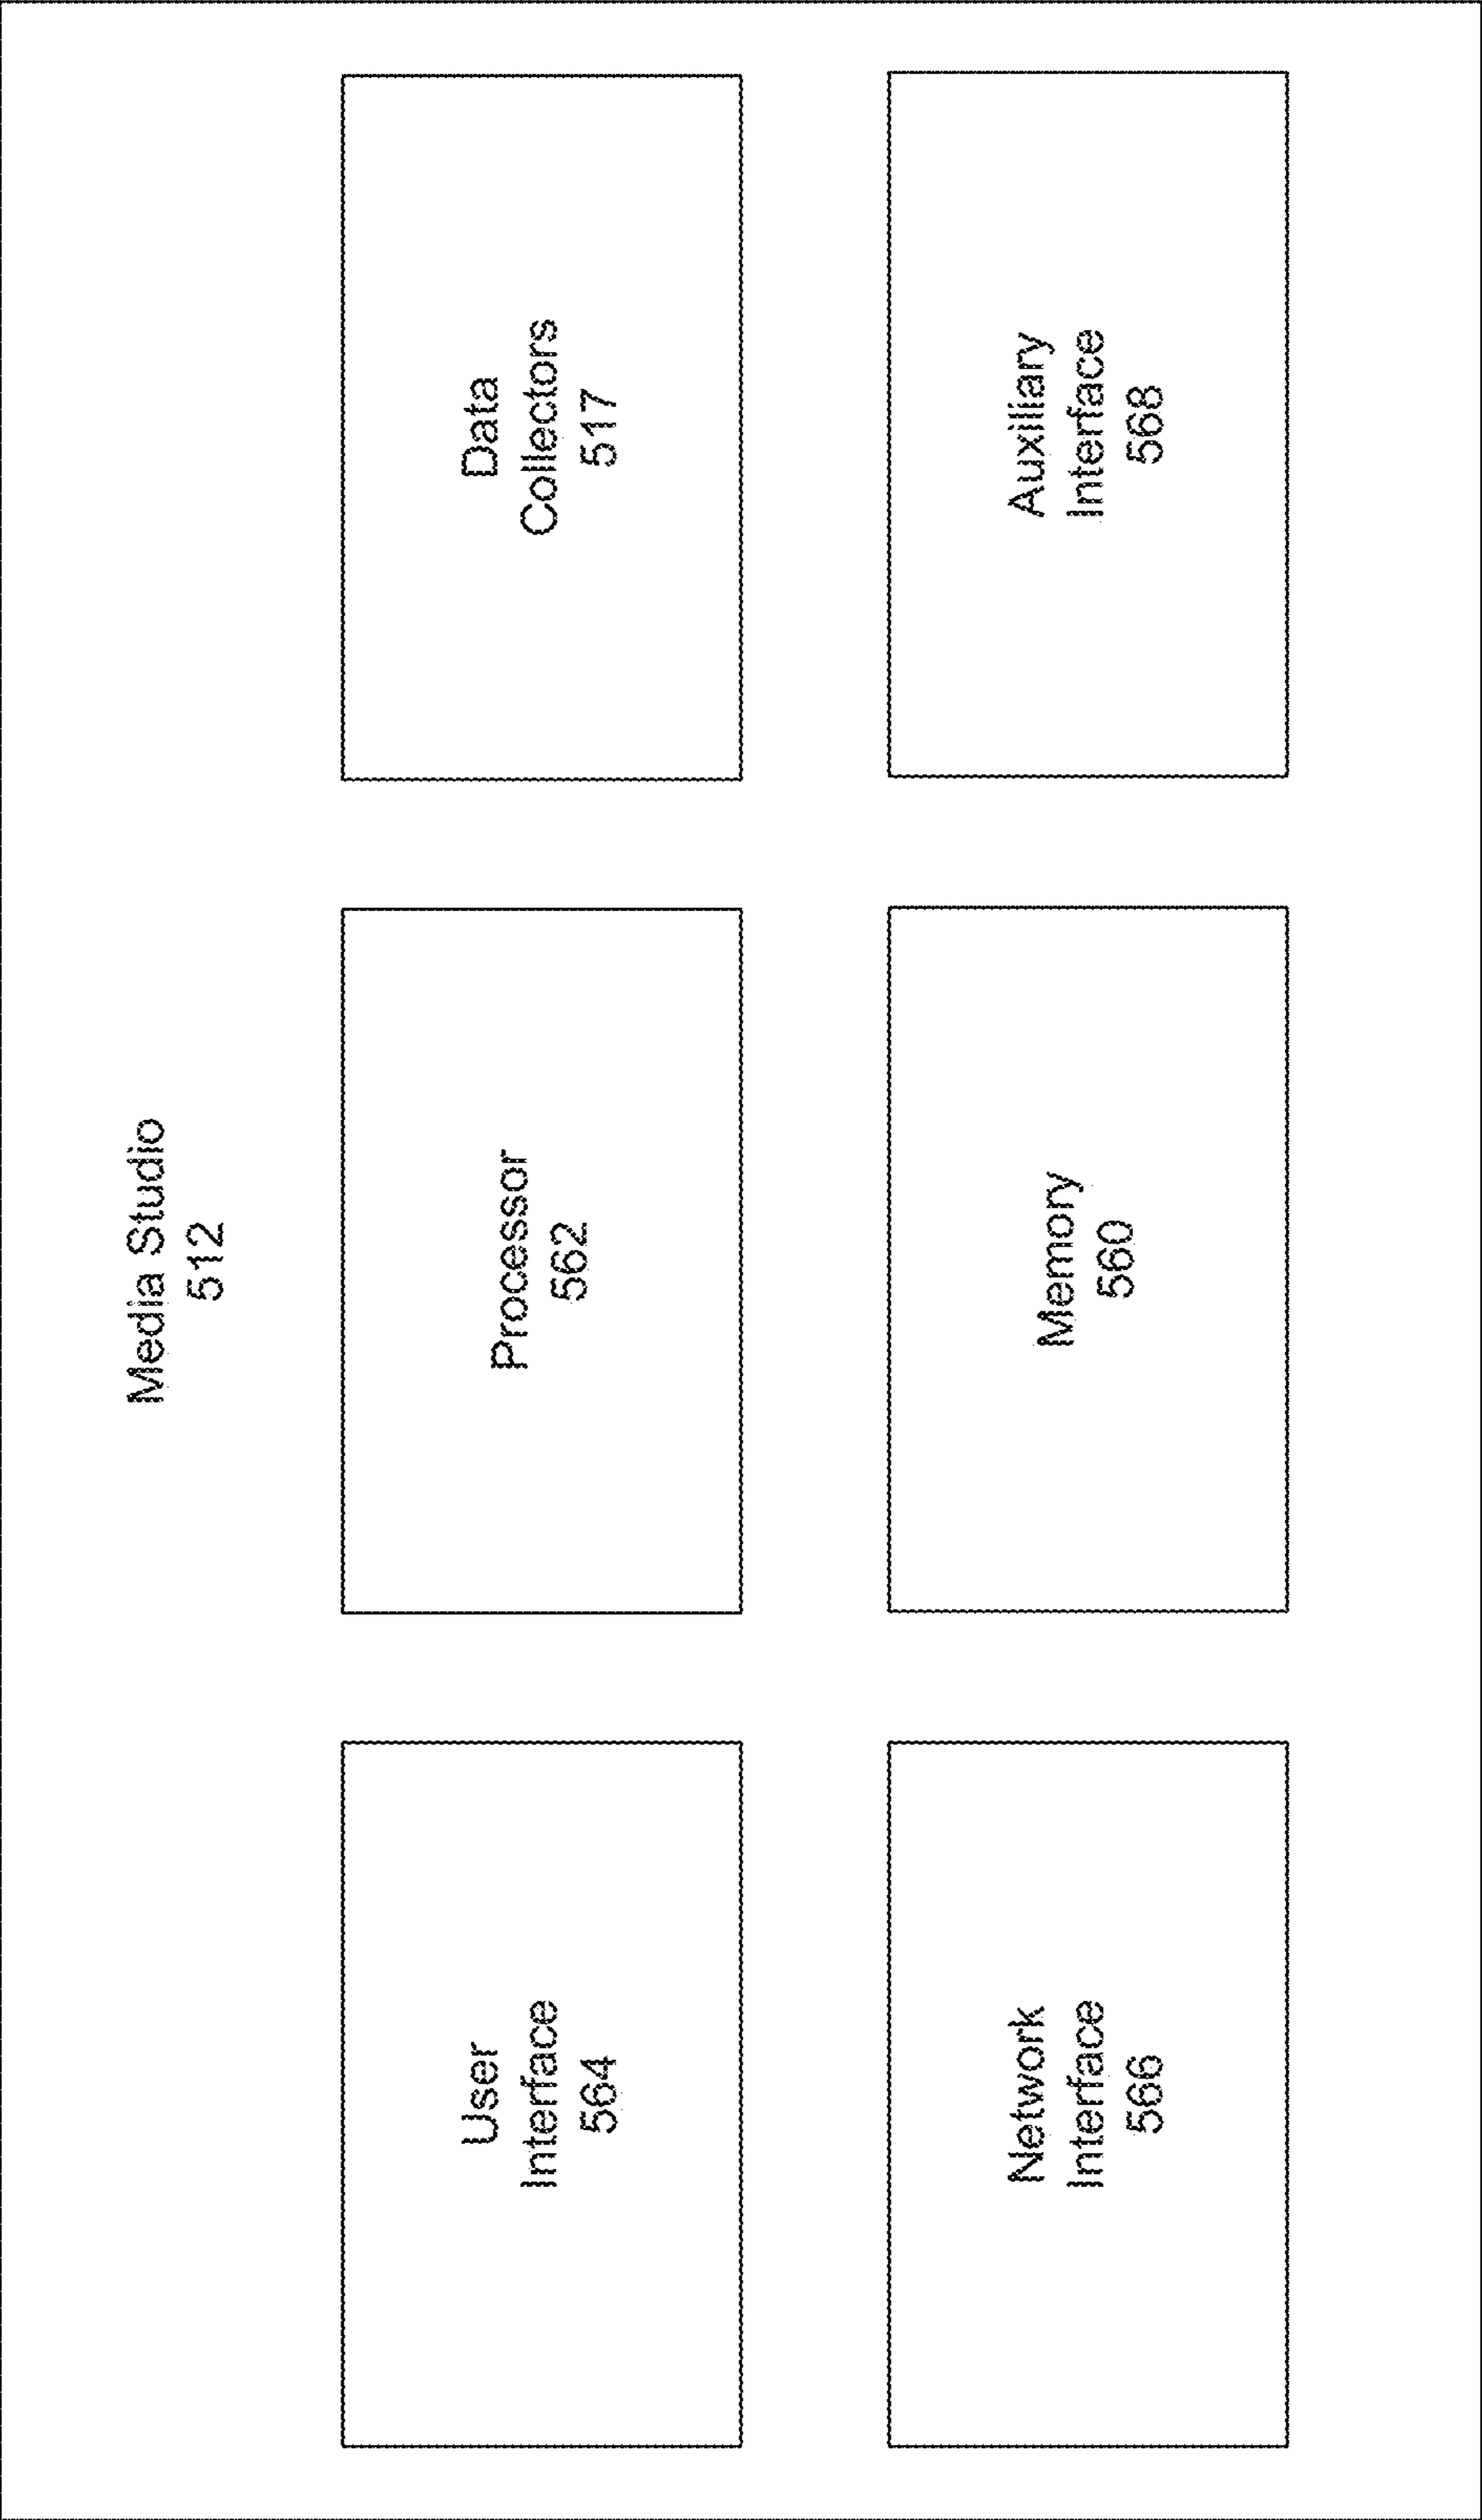 Media Studio
512
User
Interface
564
Processor
562
Data
Collectors
517
Network
Interface
566
Memory
560
Auxiliary
Interface
568